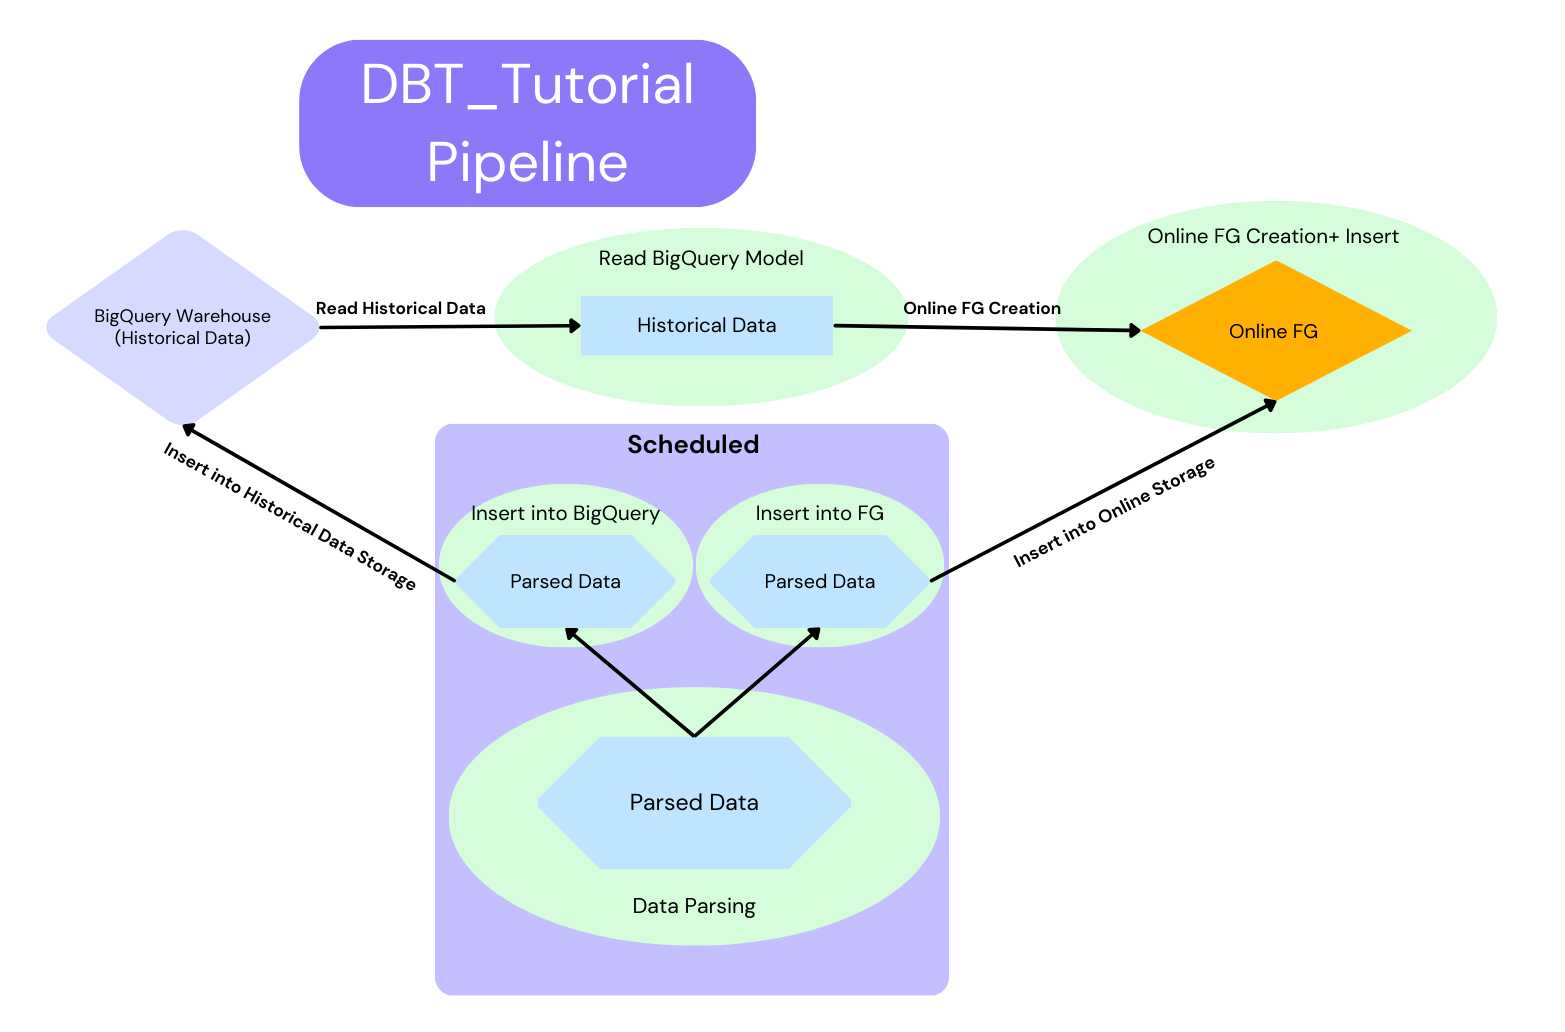 DBT_Tutorial
Pipeline
Online FG Creation+ Insert
Read BigQuery Model
BigQuery Warehouse
(Historical Data)
Read Historical Data
Historical Data
Online FG Creation
Online FG
Scheduled
Insert into Historical Data Storage
Insert into BigQuery
Insert into FG
Insert into Online Storage
Parsed Data
Parsed Data
Parsed Data
Data Parsing